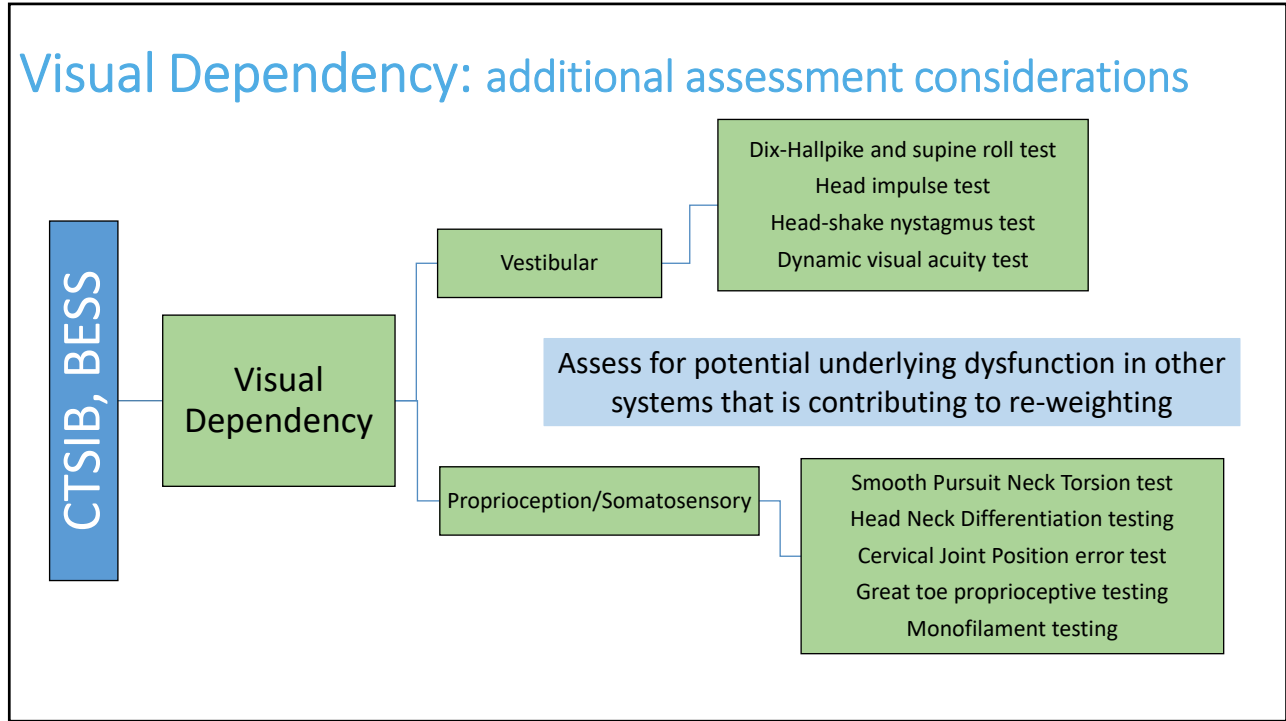 Visual Dependency: additional assessment considerations
CTSIB, BESS
Visual
Dependency
Vestibular
Dix-Hallpike and supine roll test
Head impulse test
Head-shake nystagmus test
Dynamic visual acuity test
Assess for potential underlying dysfunction in other
systems that is contributing to re-weighting
Proprioception/Somatosensory
Smooth Pursuit Neck Torsion test
Head Neck Differentiation testing
Cervical Joint Position error test
Great toe proprioceptive testing
Monofilament testing